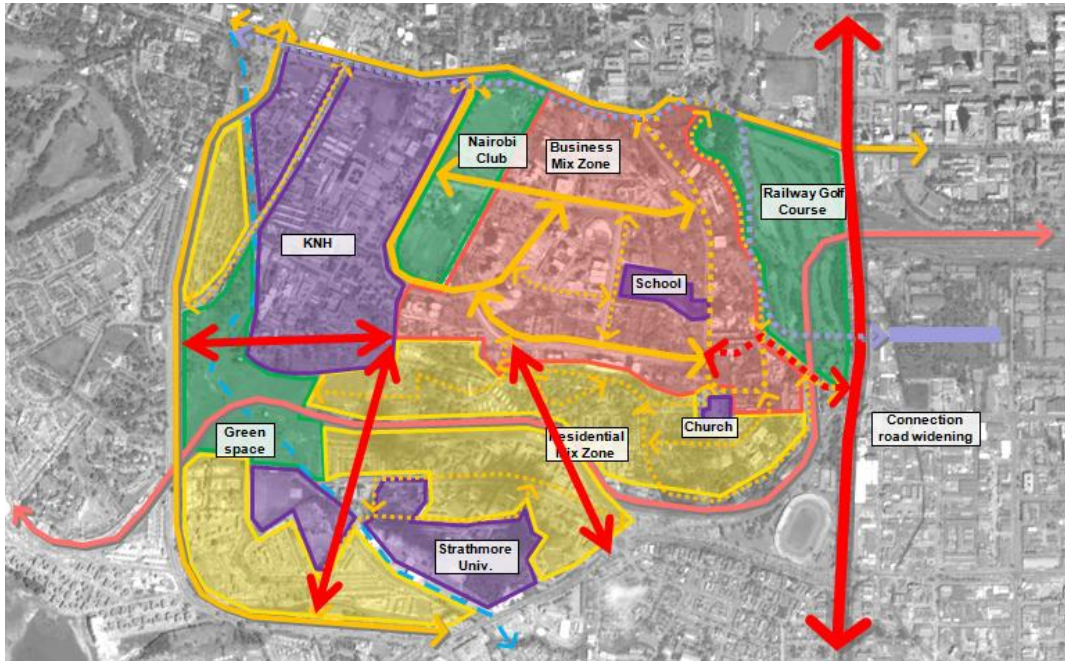 Nairobi
Club
Business
Mix Zone
Railway Golf
Course
KNH
School
Green
space
Church
Residential
Mix Zone
Connection
road widening
Strathmore
Univ.